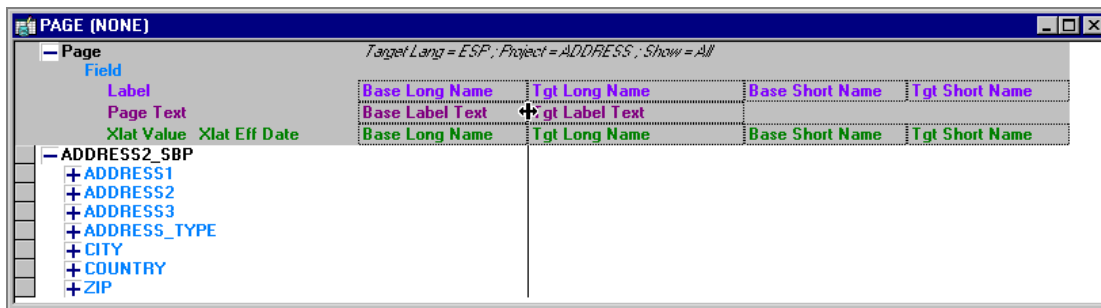 PAGE (NONE)
Page Target Lang = ESP ; Project = ADDRESS ; Show = All
Field
Label Base Long Name Tgt Long Name Base Short Name Tgt Short Name
Page Text Base Label Text Tgt Label Text
Xlat Value Xlat Eff Date Base Long Name Tgt Long Name Base Short Name Tgt Short Name
ADDRESS2_SBP
ADDRESS1
ADDRESS2
ADDRESS3
ADDRESS_TYPE
CITY
COUNTRY
ZIP